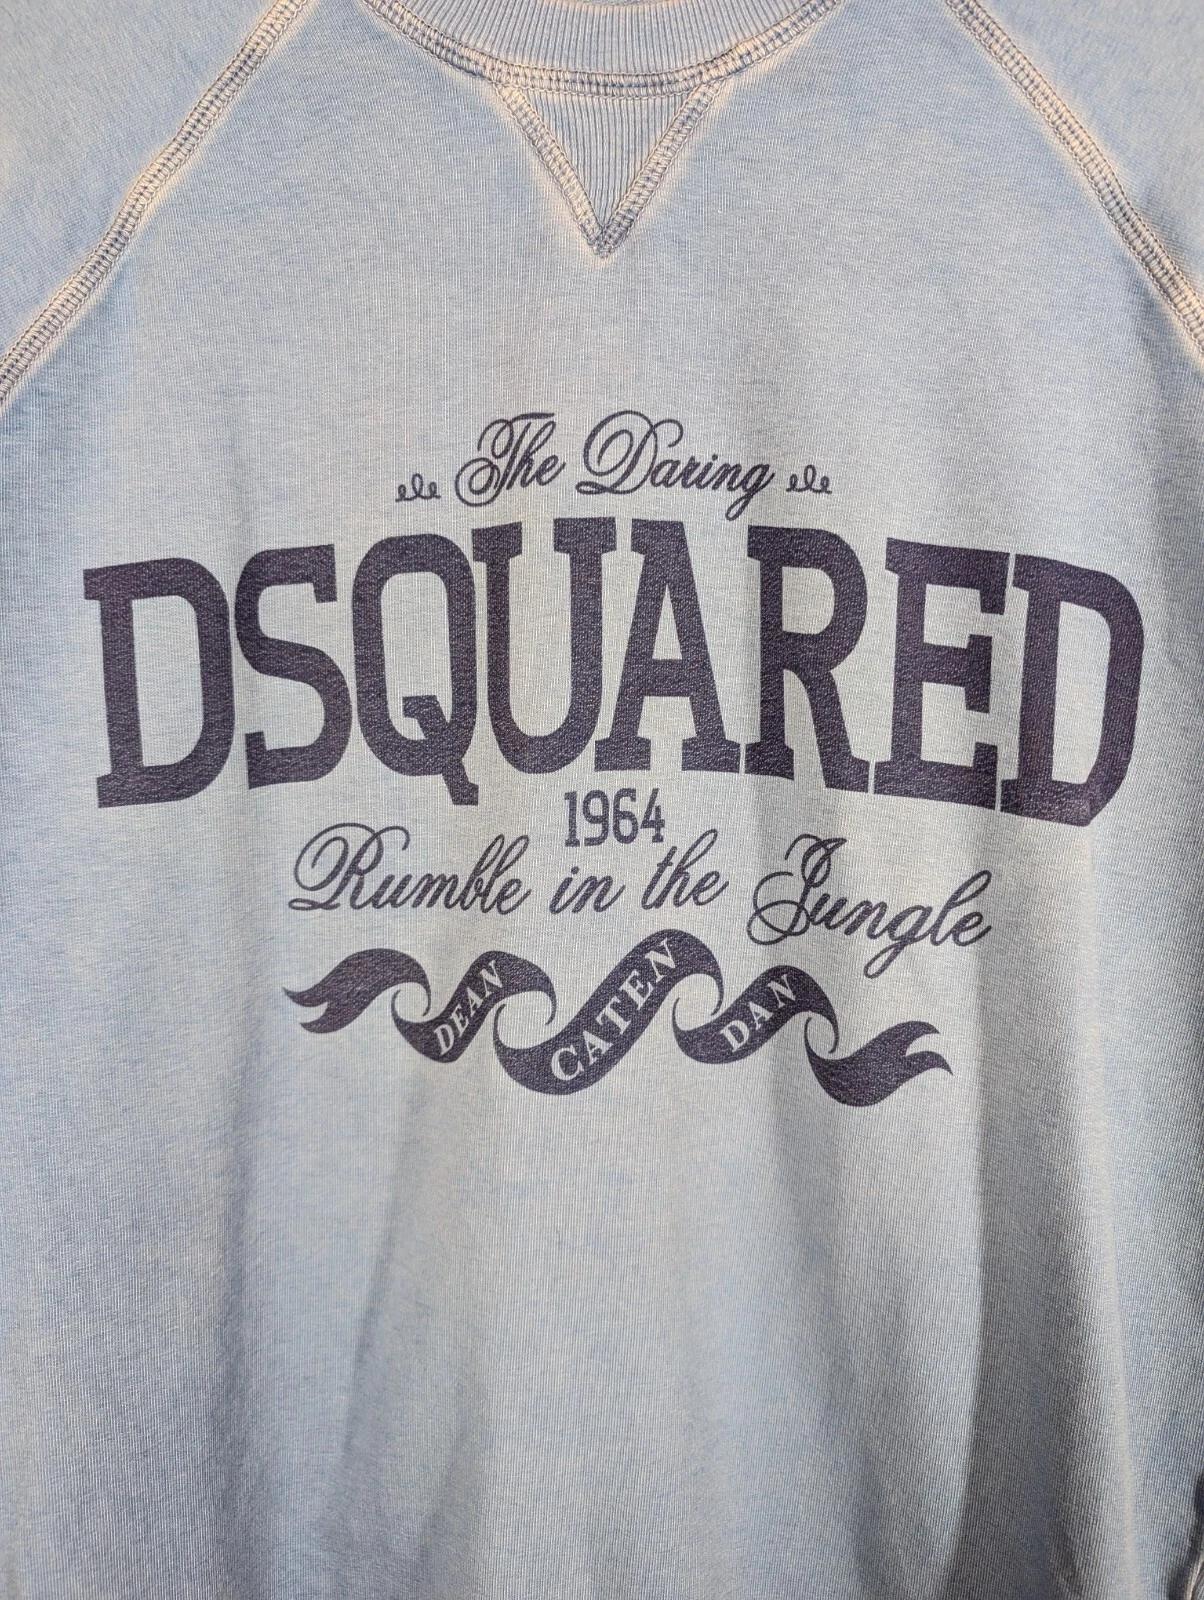 The Daring
DSQUARED
1964
Rumble in the Jungle
DEAN CATEN DAN